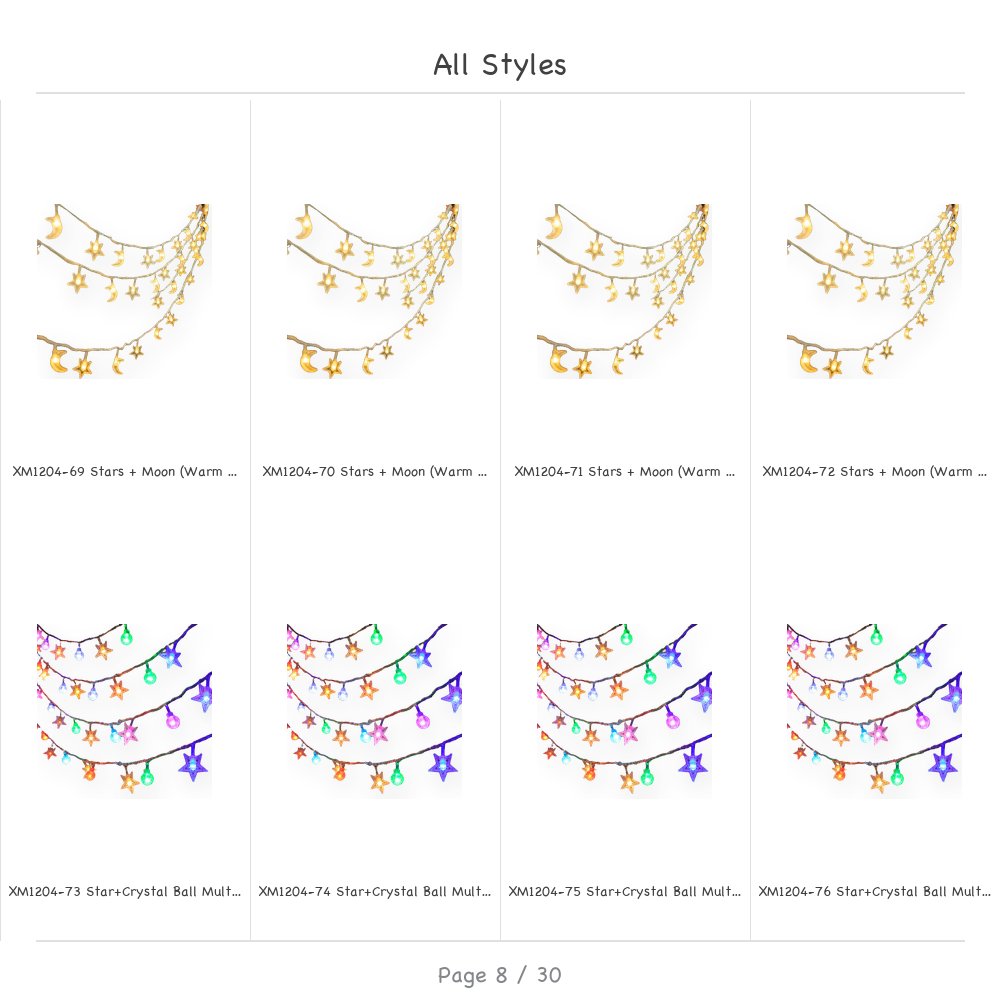 All Styles
XM1204-69 Stars + Moon (Warm ...
XM1204-70 Stars + Moon (Warm ...
XM1204-71 Stars + Moon (Warm ...
XM1204-72 Stars + Moon (Warm ...
XM1204-73 Star+Crystal Ball Mult...
XM1204-74 Star+Crystal Ball Mult...
XM1204-75 Star+Crystal Ball Mult...
XM1204-76 Star+Crystal Ball Mult...
Page 8 / 30